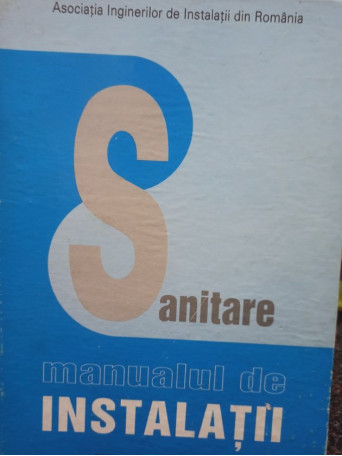 Asociația Inginerilor de Instalații din România
Sanitare
manualul de
INSTALAȚII